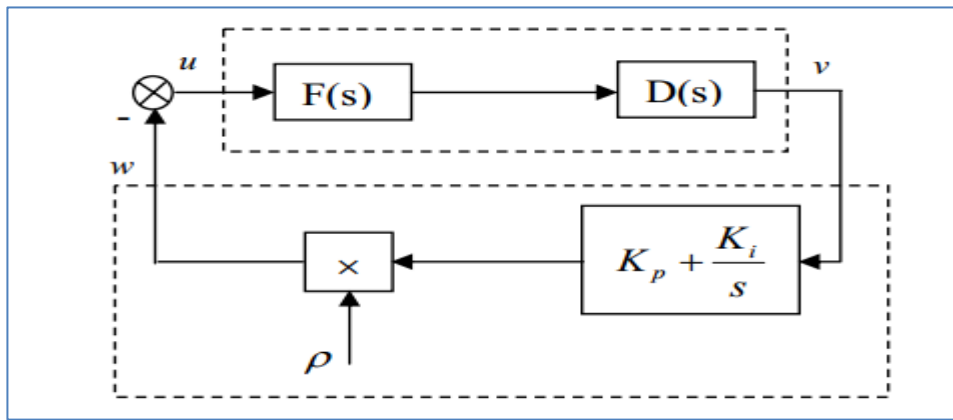 u
F(s)
D(s)
v
-
w
×
K_p + K_i/s
ρ